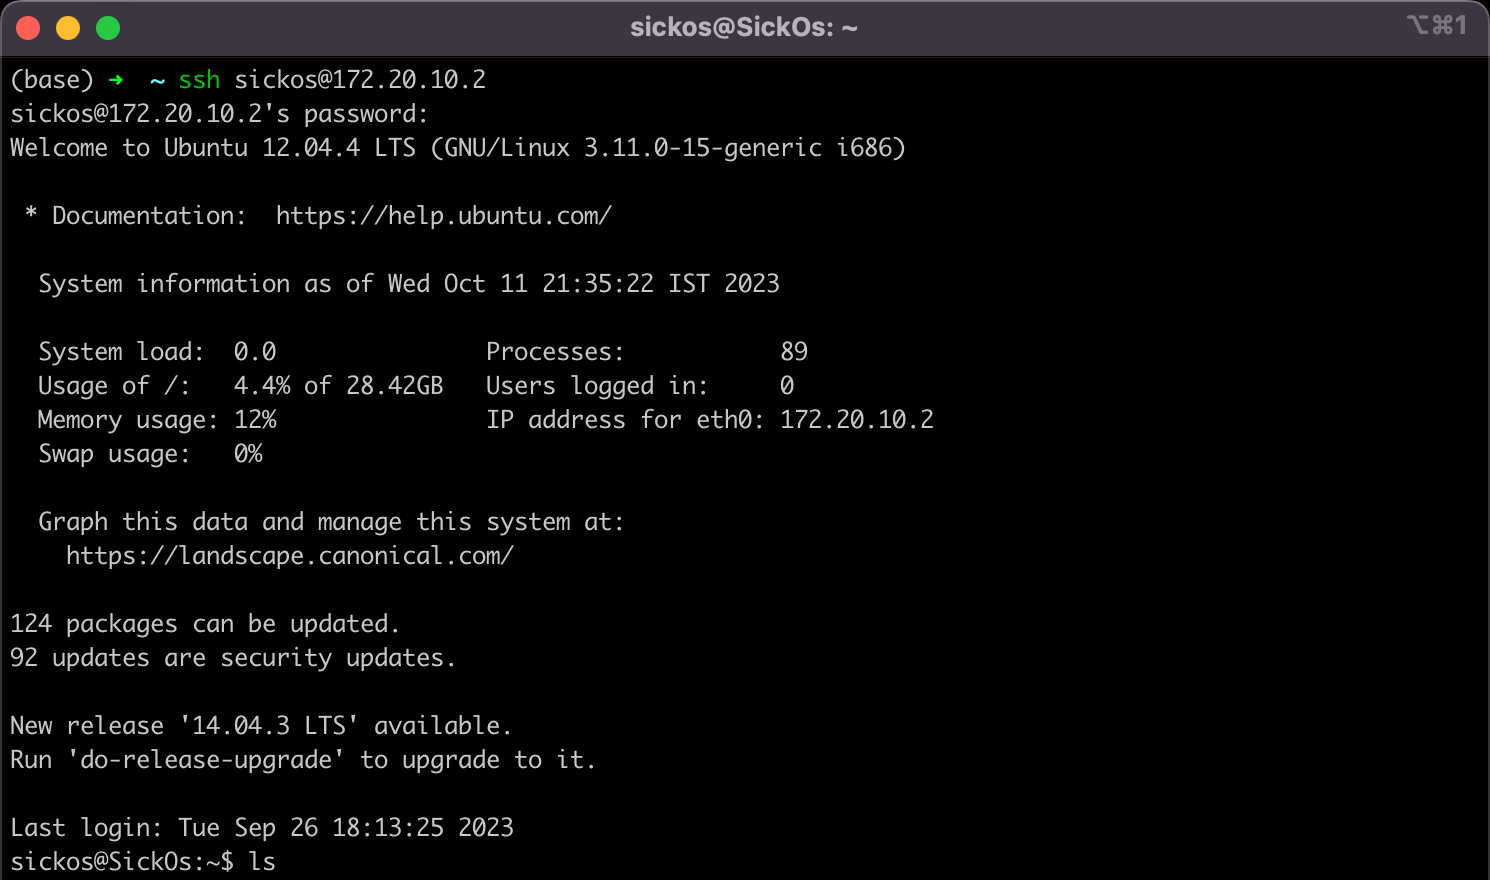 sickos@SickOs: ~
⌥⌘1
(base) ➜  ~ ssh sickos@172.20.10.2
sickos@172.20.10.2's password:
Welcome to Ubuntu 12.04.4 LTS (GNU/Linux 3.11.0-15-generic i686)
* Documentation:  https://help.ubuntu.com/
System information as of Wed Oct 11 21:35:22 IST 2023
System load:  0.0               Processes:           89
Usage of /:   4.4% of 28.42GB   Users logged in:     0
Memory usage: 12%               IP address for eth0: 172.20.10.2
Swap usage:   0%
Graph this data and manage this system at:
https://landscape.canonical.com/
124 packages can be updated.
92 updates are security updates.
New release '14.04.3 LTS' available.
Run 'do-release-upgrade' to upgrade to it.
Last login: Tue Sep 26 18:13:25 2023
sickos@SickOs:~$ ls